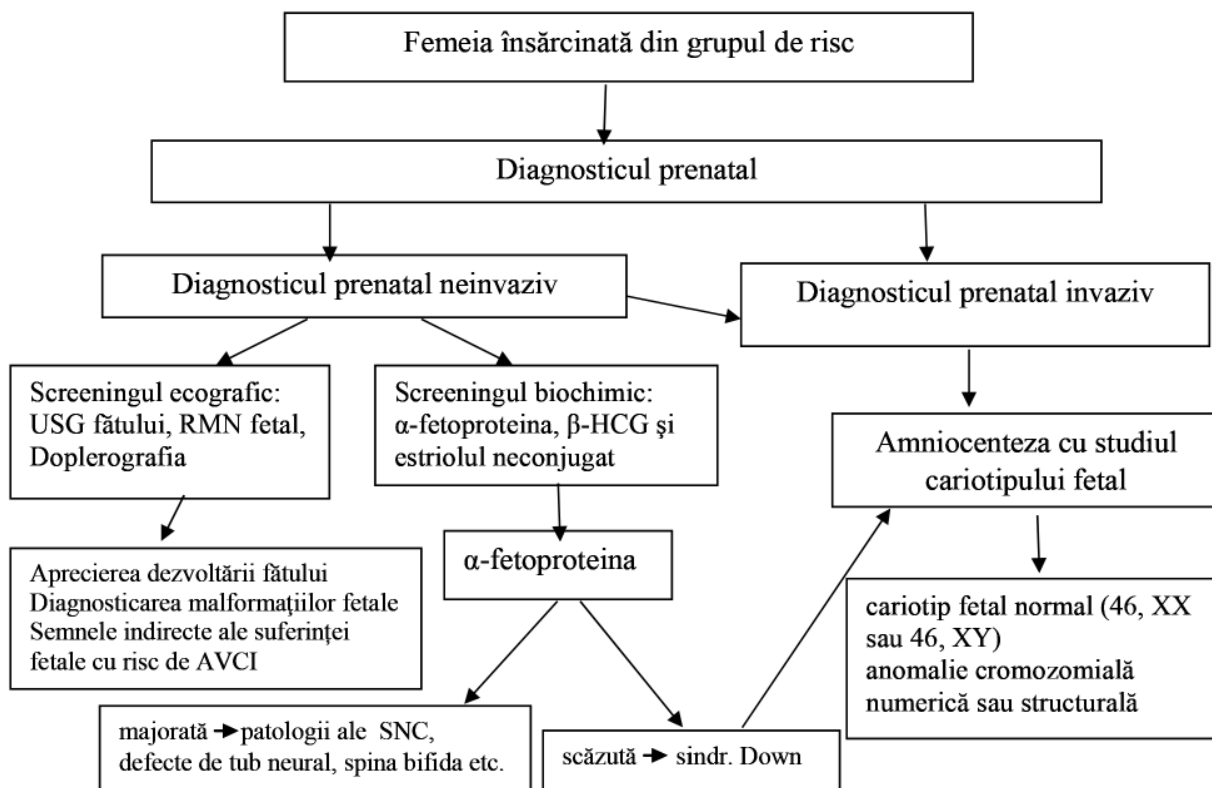 Femeia însărcinată din grupul de risc
Diagnosticul prenatal
Diagnosticul prenatal neinvaziv
Diagnosticul prenatal invaziv
Screeningul ecografic:
USG fătului, RMN fetal,
Doplerografia
Screeningul biochimic:
α-fetoproteina, β-HCG şi
estriolul neconjugat
Amniocenteza cu studiul
cariotipului fetal
Aprecierea dezvoltării fătului
Diagnosticarea malformaţiilor fetale
Semnele indirecte ale suferinţei
fetale cu risc de AVCI
α-fetoproteina
cariotip fetal normal (46, XX
sau 46, XY)
anomalie cromozomială
numerică sau structurală
majorată → patologii ale SNC,
defecte de tub neural, spina bifida etc.
scăzută → sindr. Down